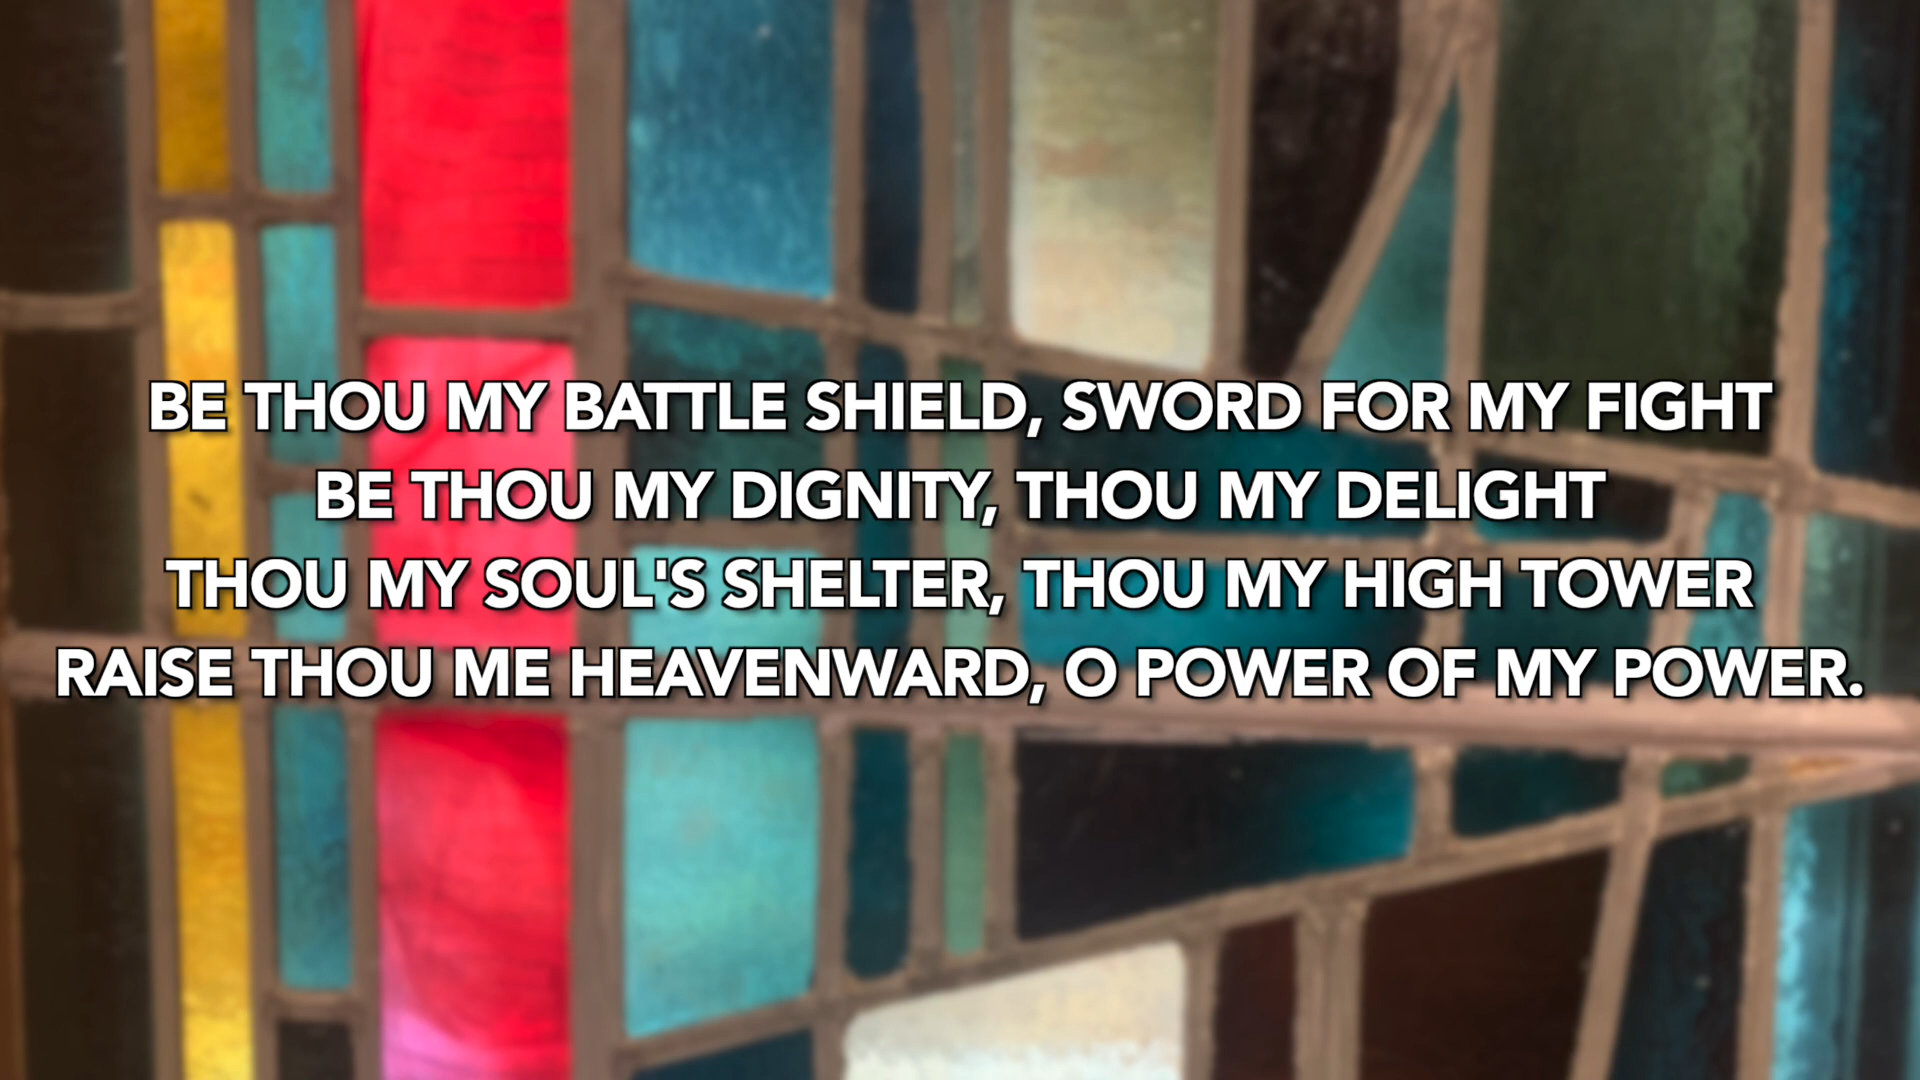 BE THOU MY BATTLE SHIELD, SWORD FOR MY FIGHT
BE THOU MY DIGNITY, THOU MY DELIGHT
THOU MY SOUL'S SHELTER, THOU MY HIGH TOWER
RAISE THOU ME HEAVENWARD, O POWER OF MY POWER.